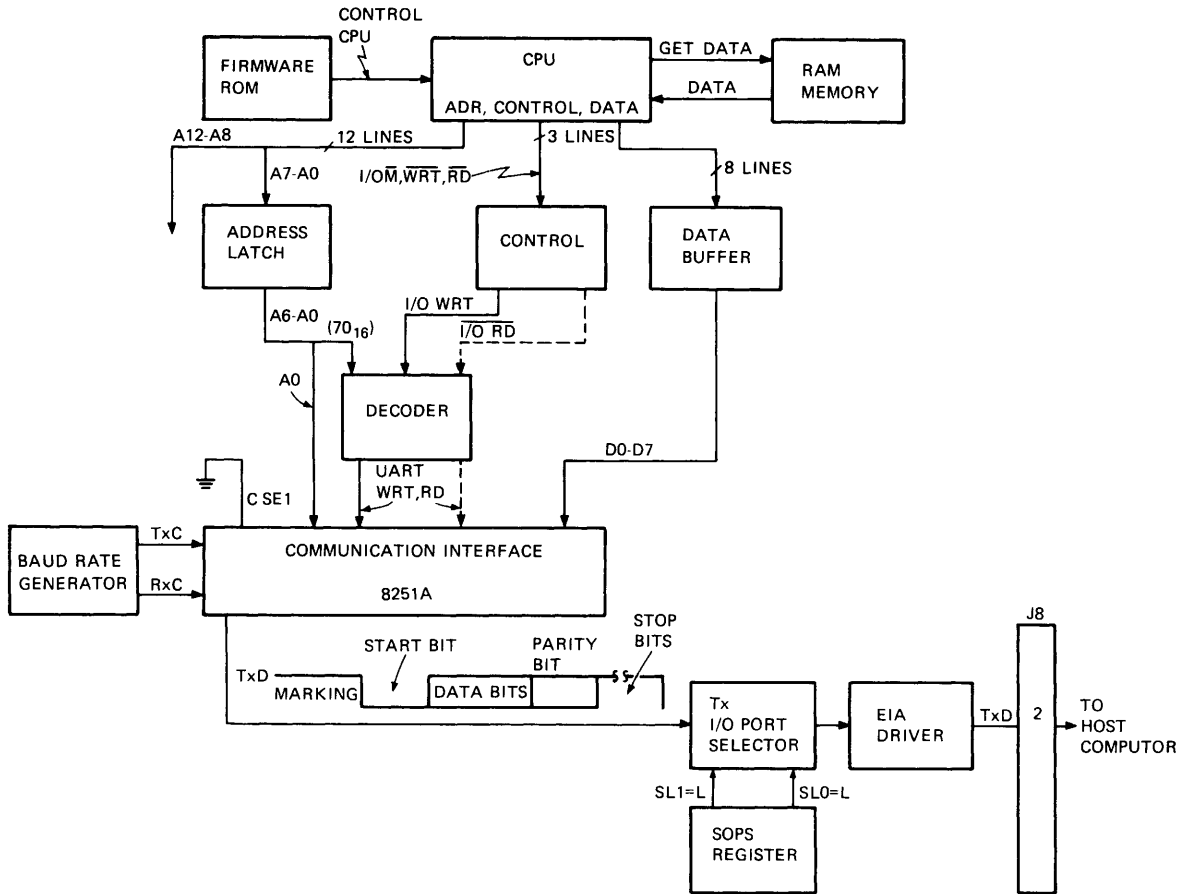 CONTROL
CPU
FIRMWARE
ROM
CPU
ADR, CONTROL, DATA
GET DATA
DATA
RAM
MEMORY
A12-A8
12 LINES
3 LINES
8 LINES
A7-A0
I/OM̅, W̅R̅T̅, R̅D̅
ADDRESS
LATCH
CONTROL
DATA
BUFFER
I/O WRT
I̅/̅O̅ ̅R̅D̅
A6-A0
(70₁₆)
A0
DECODER
D0-D7
UART
WRT,RD
C SE1
TxC
BAUD RATE
GENERATOR
RxC
COMMUNICATION INTERFACE
8251A
START BIT
PARITY
BIT
STOP
BITS
TxD
MARKING
DATA BITS
Tx
I/O PORT
SELECTOR
EIA
DRIVER
TxD
J8
2
TO
HOST
COMPUTOR
SL1=L
SL0=L
SOPS
REGISTER